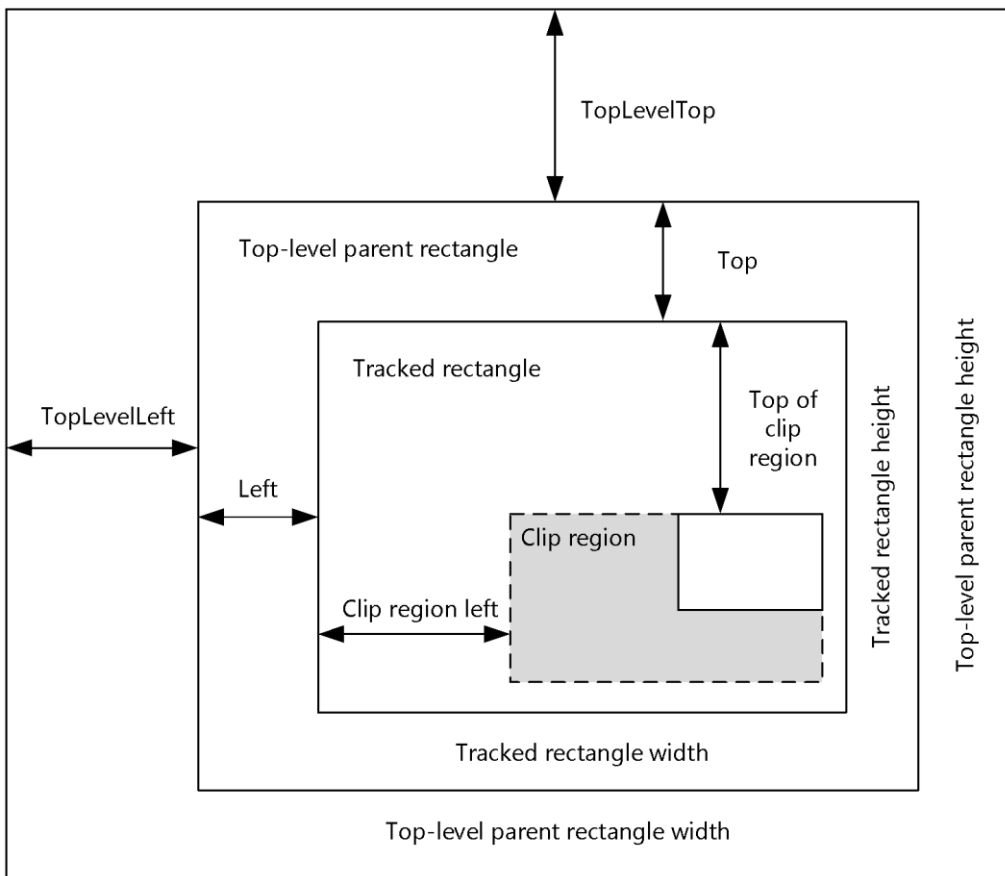 TopLevelTop
Top-level parent rectangle
Top
Tracked rectangle
TopLevelLeft
Top of
clip
region
Left
Clip region
Clip region left
Tracked rectangle height
Top-level parent rectangle height
Tracked rectangle width
Top-level parent rectangle width